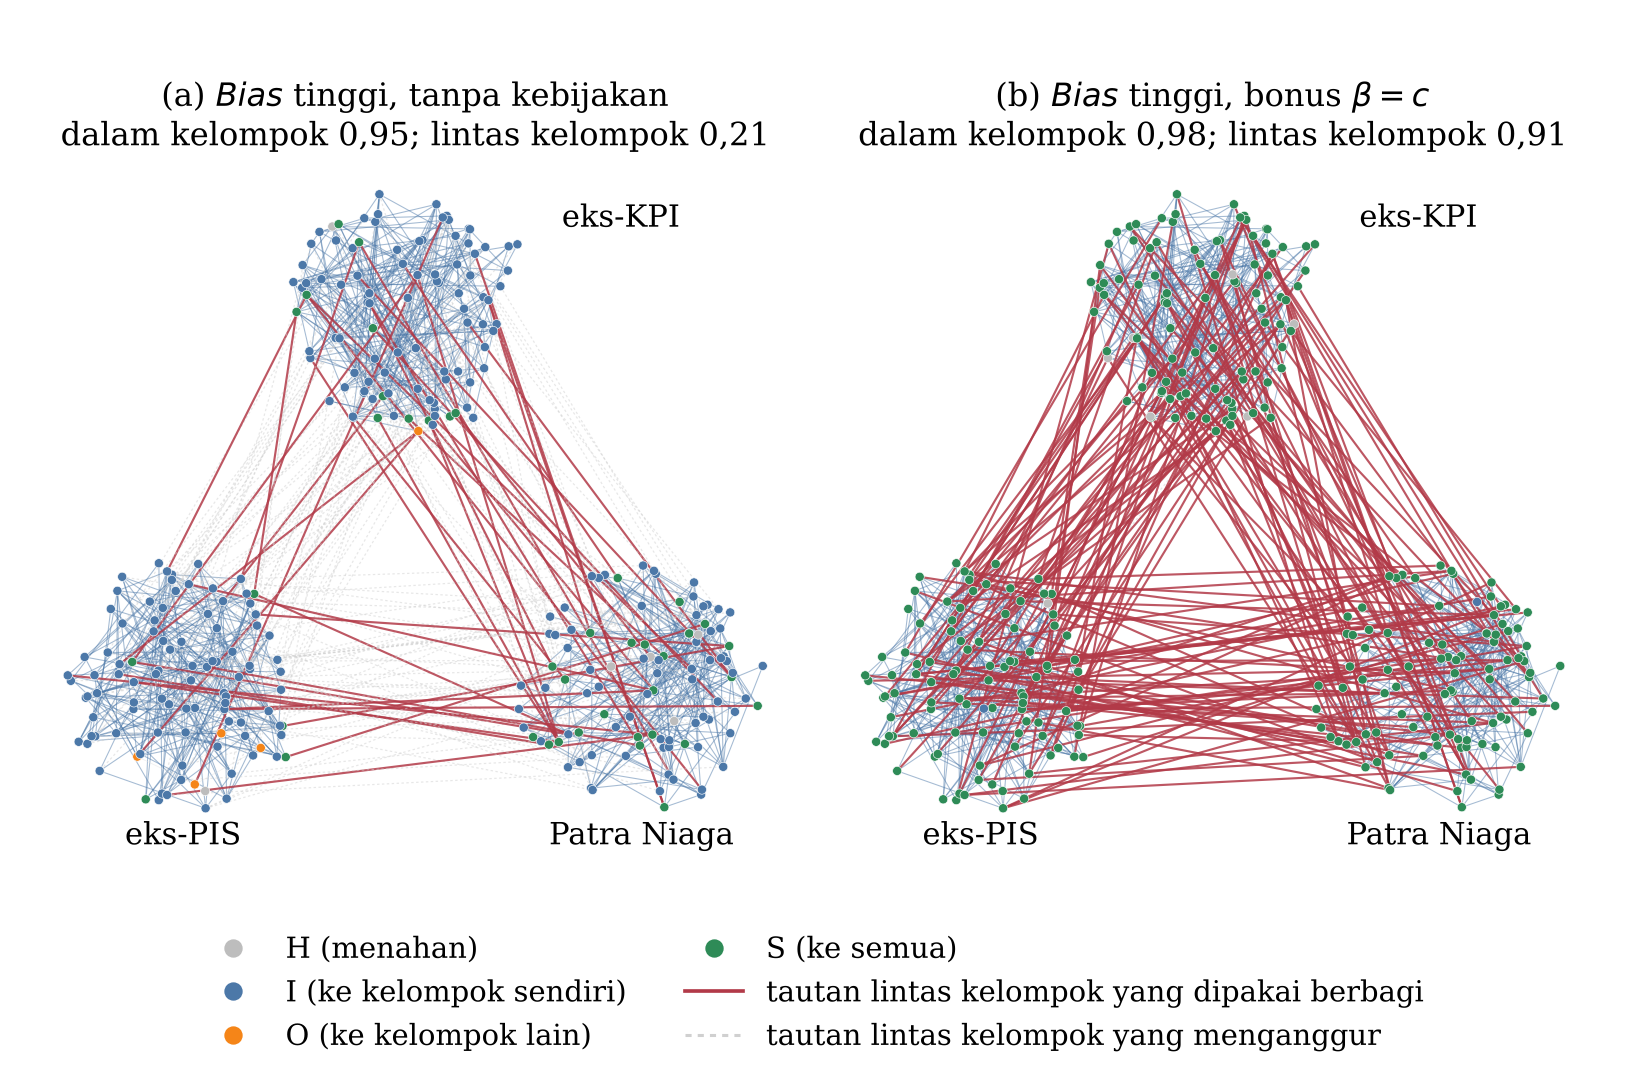 (a) Bias tinggi, tanpa kebijakan
dalam kelompok 0,95; lintas kelompok 0,21
(b) Bias tinggi, bonus β = c
dalam kelompok 0,98; lintas kelompok 0,91
eks-KPI
eks-PIS
Patra Niaga
eks-KPI
eks-PIS
Patra Niaga
H (menahan)
I (ke kelompok sendiri)
O (ke kelompok lain)
S (ke semua)
tautan lintas kelompok yang dipakai berbagi
tautan lintas kelompok yang menganggur